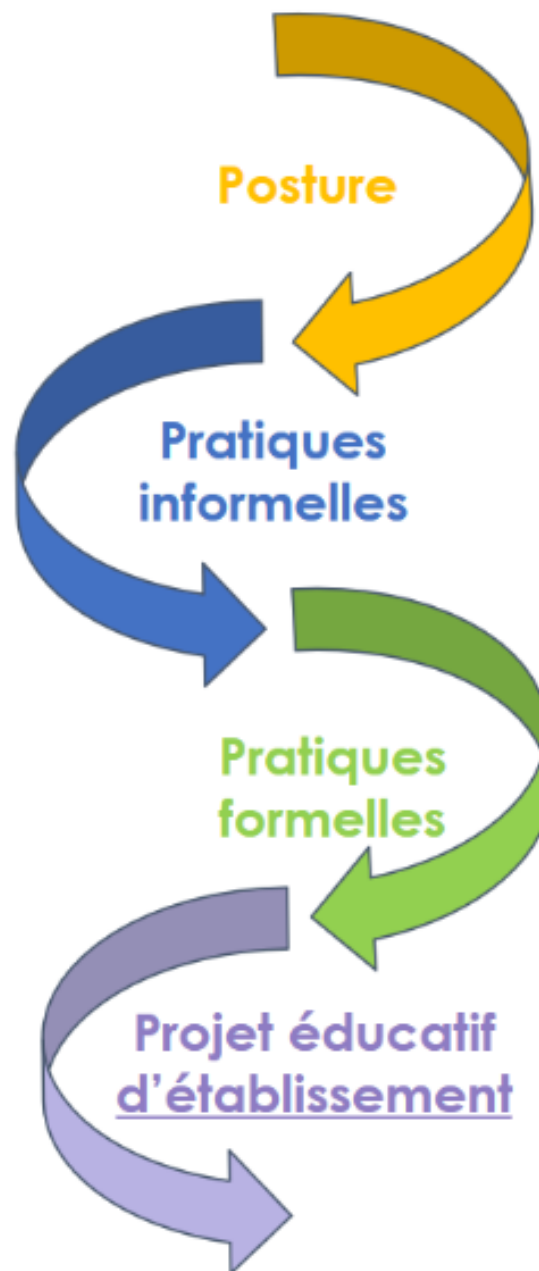 Posture
Pratiques
informelles
Pratiques
formelles
Projet éducatif
d'établissement